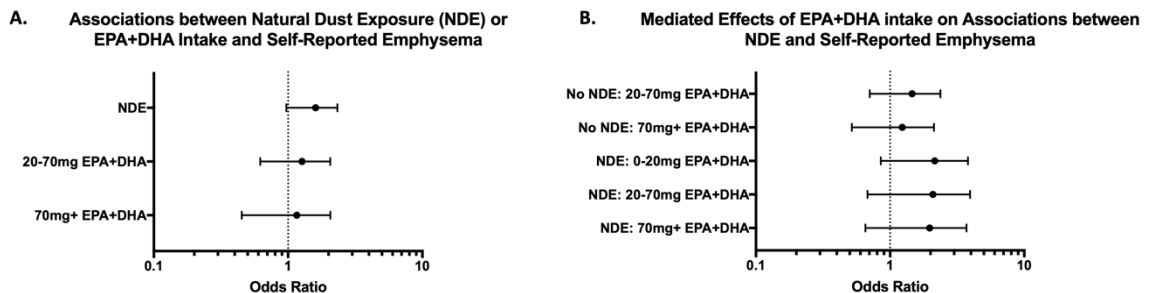 A.
Associations between Natural Dust Exposure (NDE) or
EPA+DHA Intake and Self-Reported Emphysema
NDE
20-70mg EPA+DHA
70mg+ EPA+DHA
0.1
1
10
Odds Ratio
B.
Mediated Effects of EPA+DHA intake on Associations between
NDE and Self-Reported Emphysema
No NDE: 20-70mg EPA+DHA
No NDE: 70mg+ EPA+DHA
NDE: 0-20mg EPA+DHA
NDE: 20-70mg EPA+DHA
NDE: 70mg+ EPA+DHA
0.1
1
10
Odds Ratio